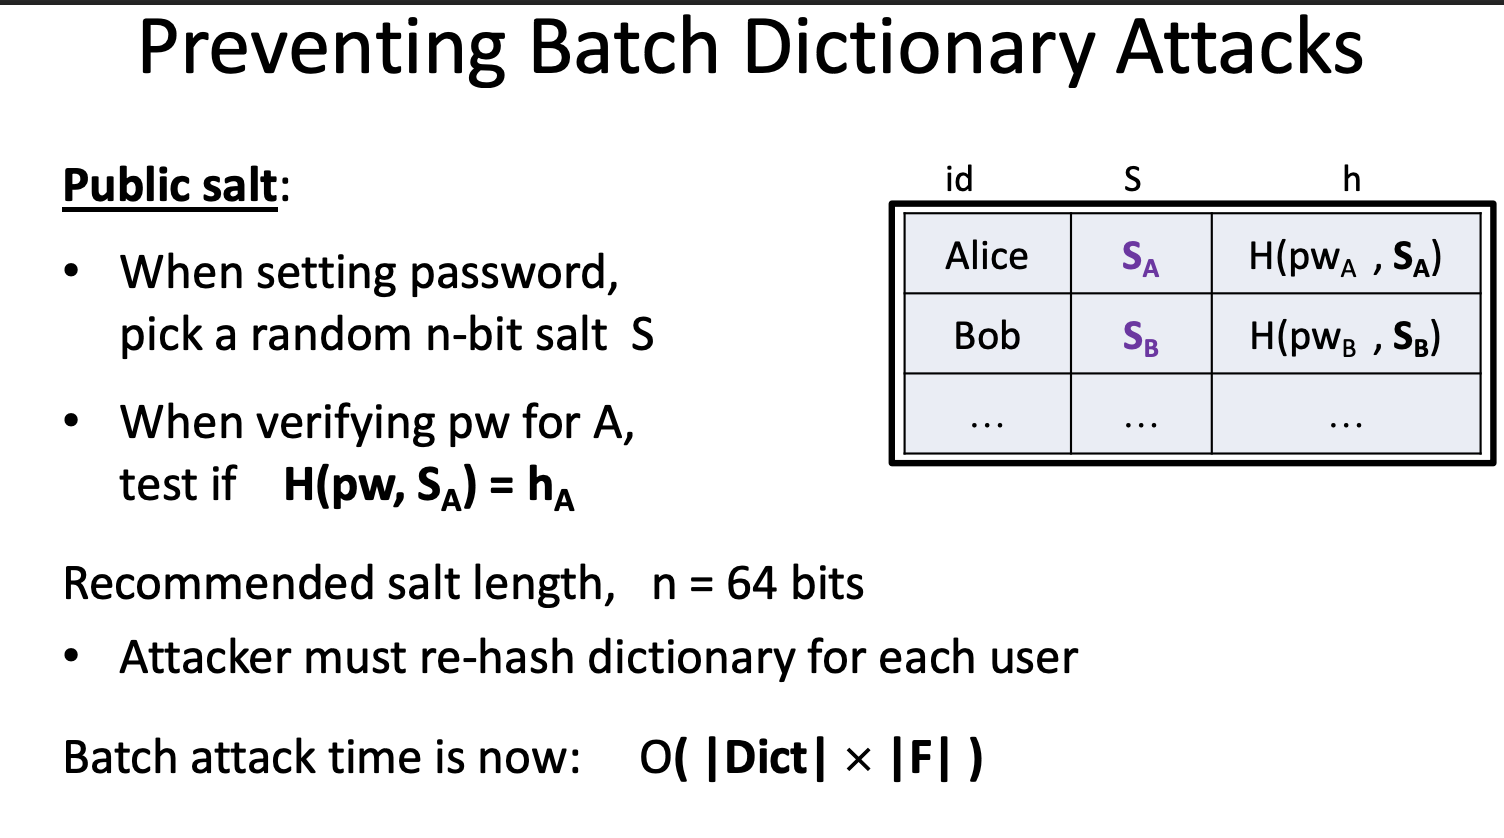 Preventing Batch Dictionary Attacks
Public salt:
• When setting password,
pick a random n-bit salt S
• When verifying pw for A,
test if H(pw, S_A) = h_A
id S h
Alice S_A H(pw_A , S_A)
Bob S_B H(pw_B , S_B)
… … …
Recommended salt length, n = 64 bits
• Attacker must re-hash dictionary for each user
Batch attack time is now: O( |Dict| × |F| )